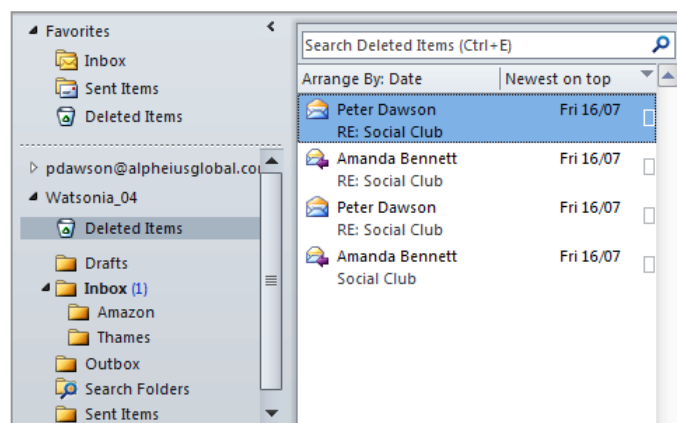 Favorites
Inbox
Sent Items
Deleted Items
pdawson@alpheiusglobal.co
Watsonia_04
Deleted Items
Drafts
Inbox (1)
Amazon
Thames
Outbox
Search Folders
Sent Items
Search Deleted Items (Ctrl+E)
Arrange By: Date Newest on top
Peter Dawson Fri 16/07
RE: Social Club
Amanda Bennett Fri 16/07
RE: Social Club
Peter Dawson Fri 16/07
RE: Social Club
Amanda Bennett Fri 16/07
Social Club